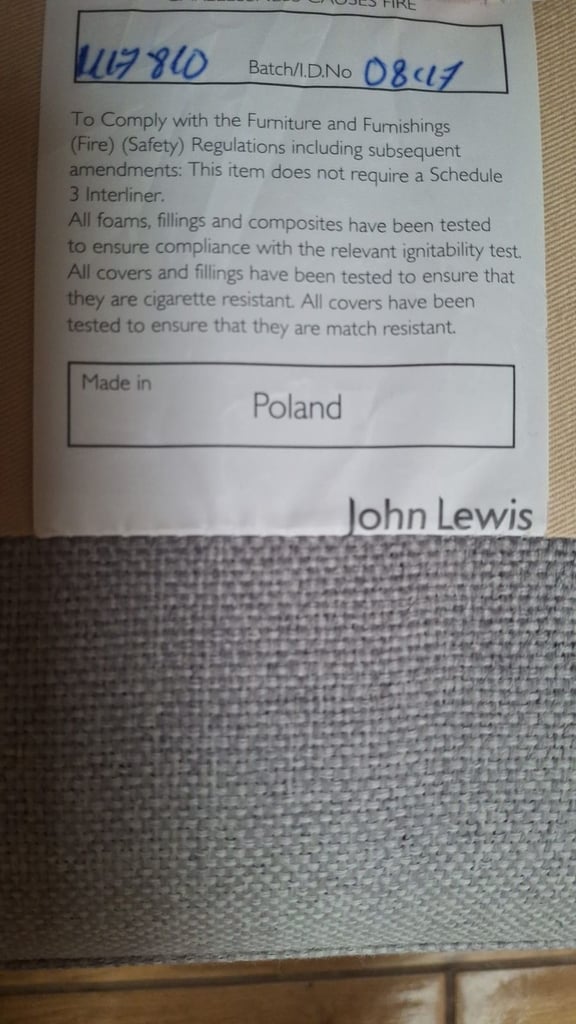 CAUSES FIRE
Batch/I.D.No
To Comply with the Furniture and Furnishings
(Fire) (Safety) Regulations including subsequent
amendments: This item does not require a Schedule
3 Interliner.
All foams, fillings and composites have been tested
to ensure compliance with the relevant ignitability test.
All covers and fillings have been tested to ensure that
they are cigarette resistant. All covers have been
tested to ensure that they are match resistant.
Made in
Poland
John Lewis